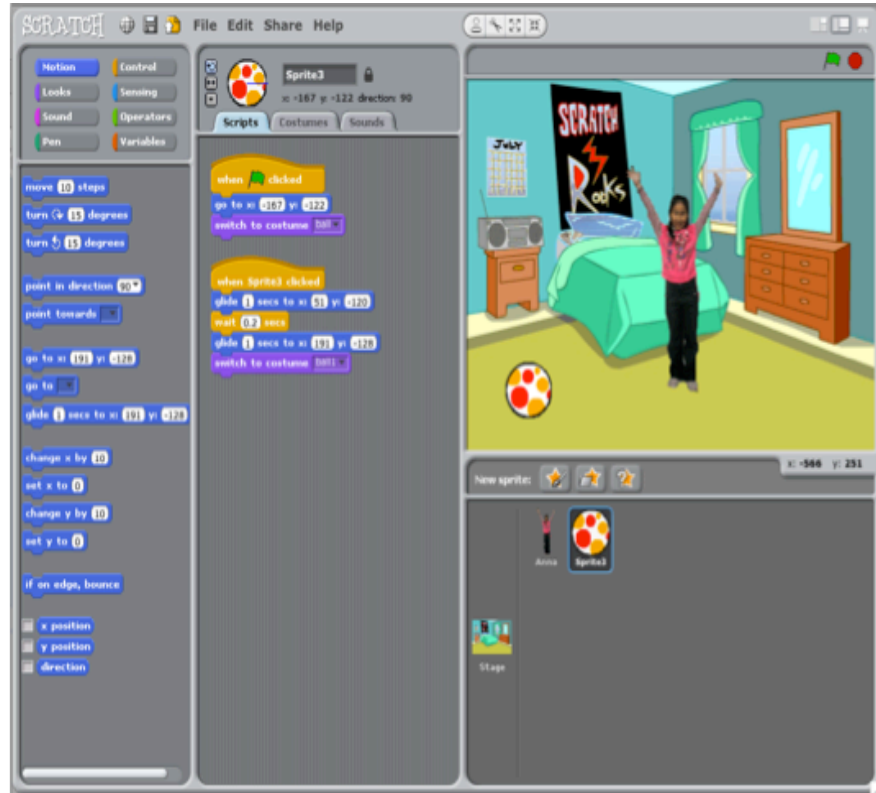 SCRATCH File Edit Share Help
Motion Control
Looks Sensing
Sound Operators
Pen Variables
move 10 steps
turn 15 degrees
turn 15 degrees
point in direction 90
point towards
go to x: 191 y: -128
go to
glide 1 secs to x: 191 y: -128
change x by 10
set x to 0
change y by 10
set y to 0
if on edge, bounce
x position
y position
direction
Sprite3
x: -167 y: -122 direction: 90
Scripts Costumes Sounds
when clicked
go to x: -167 y: -122
switch to costume ball
when Sprite3 clicked
glide 1 secs to x: 51 y: -120
wait 0.2 secs
glide 1 secs to x: 191 y: -128
switch to costume
JULY
SCRATCH
Rocks
x: -566 y: 251
New sprite:
Anna
Sprite3
Stage